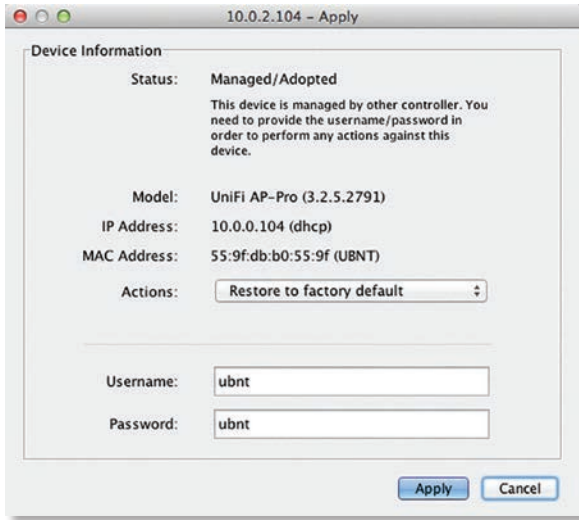 10.0.2.104 – Apply
Device Information
Status: Managed/Adopted
This device is managed by other controller. You
need to provide the username/password in
order to perform any actions against this
device.
Model: UniFi AP-Pro (3.2.5.2791)
IP Address: 10.0.0.104 (dhcp)
MAC Address: 55:9f:db:b0:55:9f (UBNT)
Actions: Restore to factory default
Username: ubnt
Password: ubnt
Apply Cancel